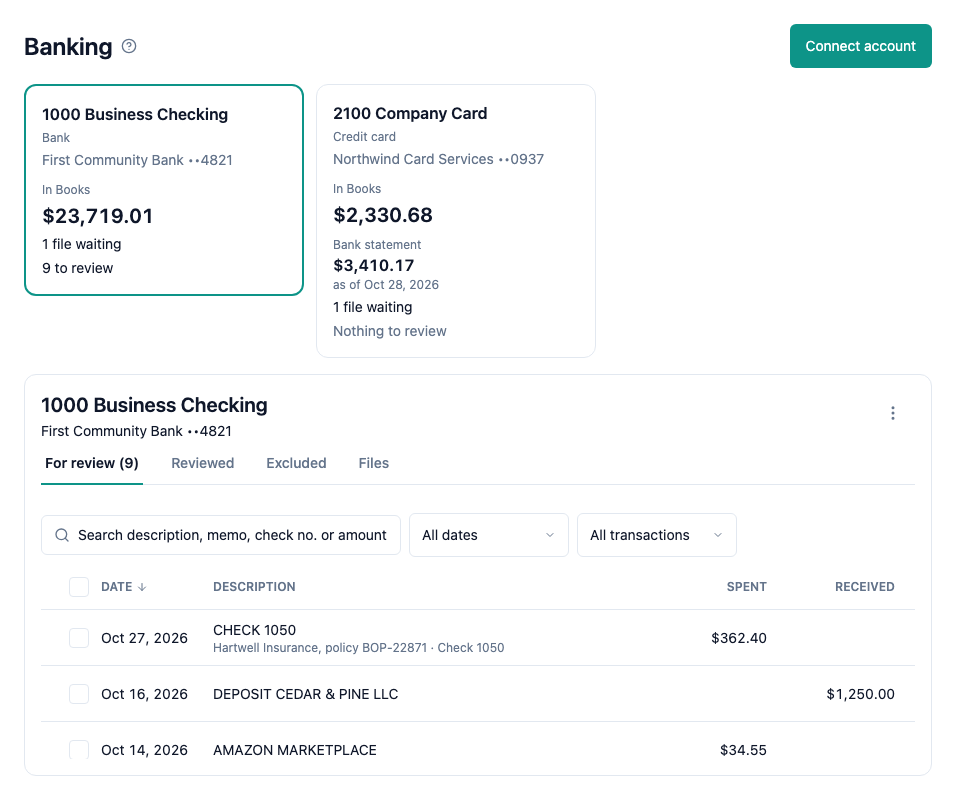 Banking
Connect account
1000 Business Checking
Bank
First Community Bank ••4821
In Books
$23,719.01
1 file waiting
9 to review
2100 Company Card
Credit card
Northwind Card Services ••0937
In Books
$2,330.68
Bank statement
$3,410.17
as of Oct 28, 2026
1 file waiting
Nothing to review
1000 Business Checking
First Community Bank ••4821
For review (9) Reviewed Excluded Files
Search description, memo, check no. or amount All dates All transactions
DATE DESCRIPTION SPENT RECEIVED
Oct 27, 2026 CHECK 1050 $362.40
Hartwell Insurance, policy BOP-22871 · Check 1050
Oct 16, 2026 DEPOSIT CEDAR & PINE LLC $1,250.00
Oct 14, 2026 AMAZON MARKETPLACE $34.55